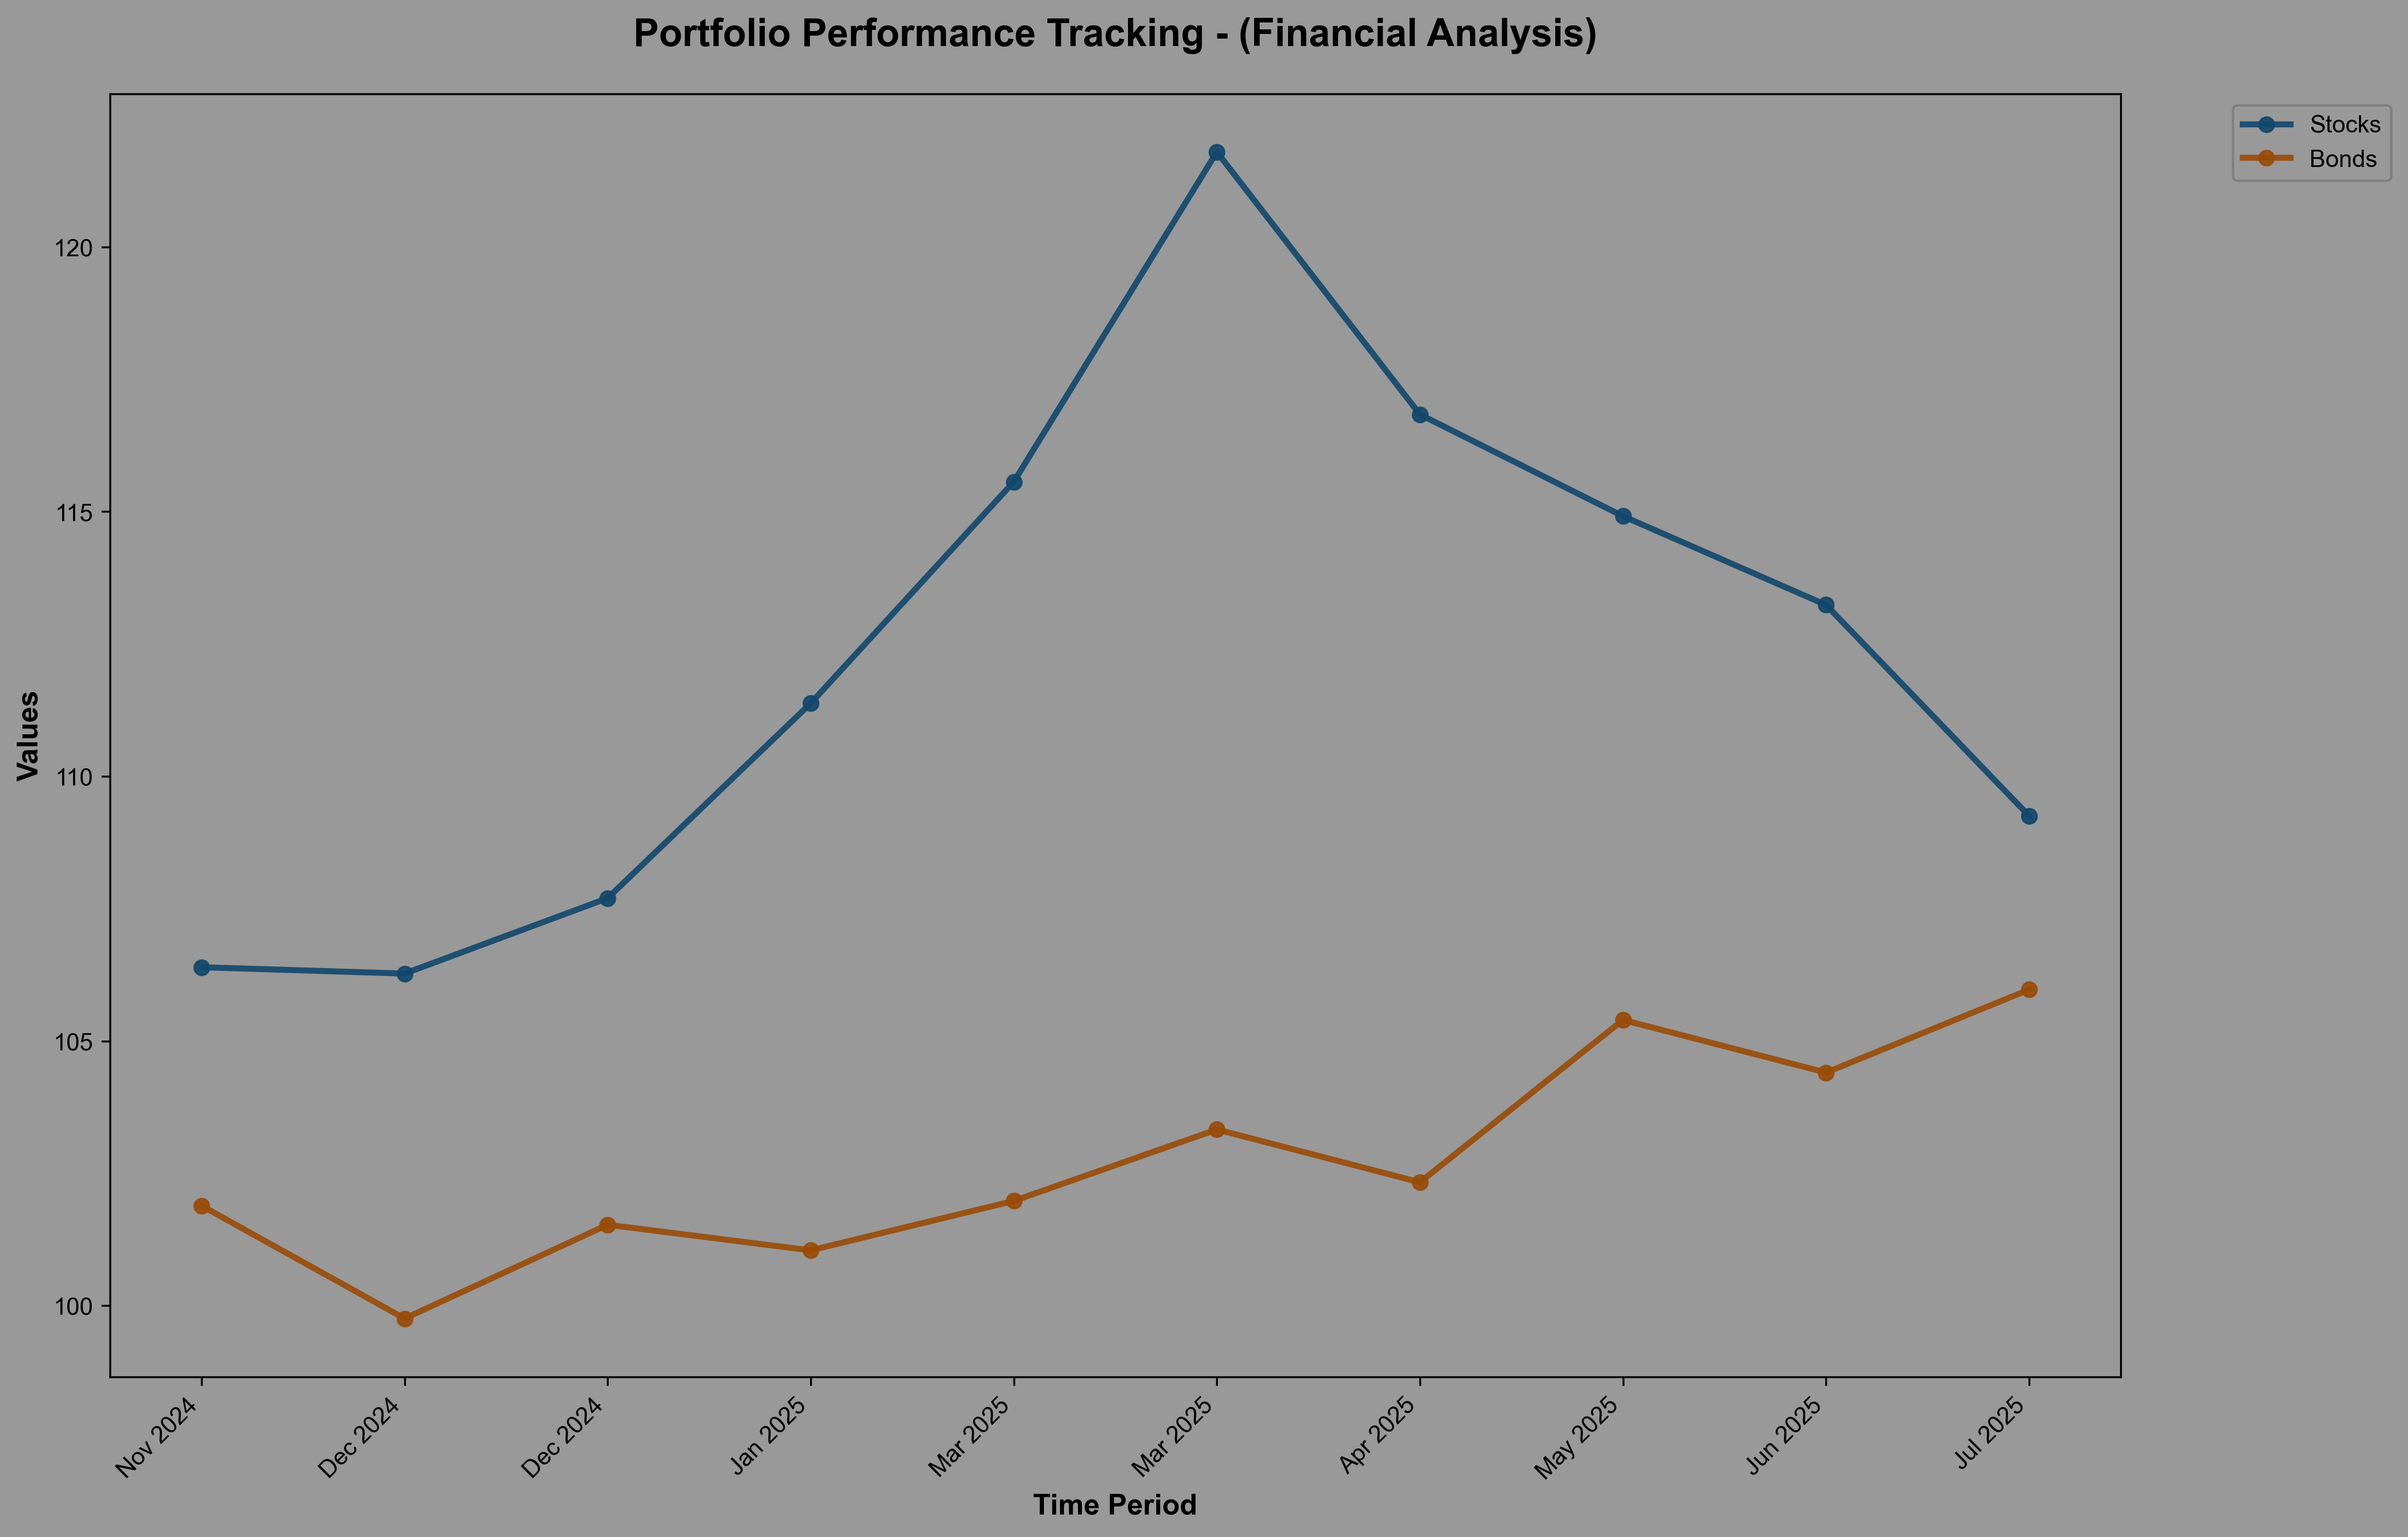 Portfolio Performance Tracking - (Financial Analysis)
Stocks
Bonds
Values
120
115
110
105
100
Nov 2024
Dec 2024
Dec 2024
Jan 2025
Mar 2025
Mar 2025
Apr 2025
May 2025
Jun 2025
Jul 2025
Time Period